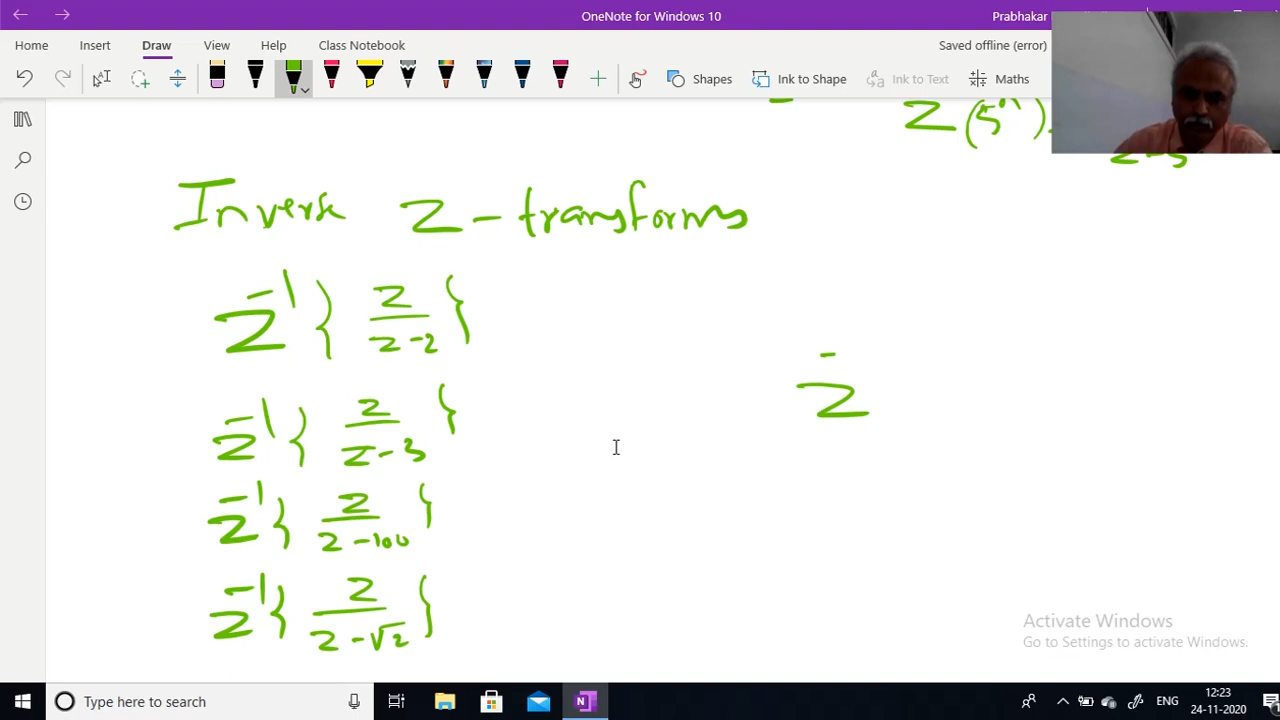 OneNote for Windows 10
Prabhakar
Home Insert Draw View Help Class Notebook
Saved offline (error)
Shapes Ink to Shape Ink to Text Maths
Z(5ⁿ)
Inverse Z-transforms
Z⁻¹{ z/(z-2) }
Z⁻¹{ z/(z-3) }
Z⁻¹{ z/(z-100) }
Z⁻¹{ z/(z-√2) }
Z⁻
Activate Windows
Go to Settings to activate Windows.
Type here to search
ENG
12:23
24-11-2020